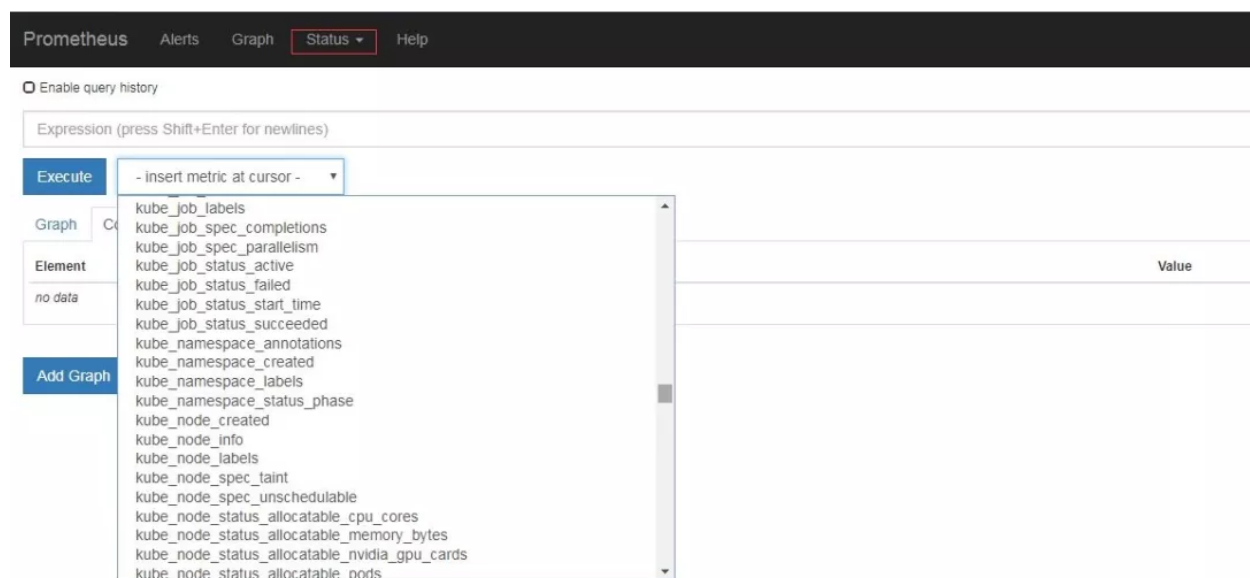 Prometheus Alerts Graph Status Help
Enable query history
Expression (press Shift+Enter for newlines)
Execute - insert metric at cursor -
kube_job_labels
Graph
kube_job_spec_completions
kube_job_spec_parallelism
Element kube_job_status_active Value
kube_job_status_failed
no data
kube_job_status_start_time
kube_job_status_succeeded
kube_namespace_annotations
kube_namespace_created
Add Graph
kube_namespace_labels
kube_namespace_status_phase
kube_node_created
kube_node_info
kube_node_labels
kube_node_spec_taint
kube_node_spec_unschedulable
kube_node_status_allocatable_cpu_cores
kube_node_status_allocatable_memory_bytes
kube_node_status_allocatable_nvidia_gpu_cards
kube_node_status_allocatable_pods